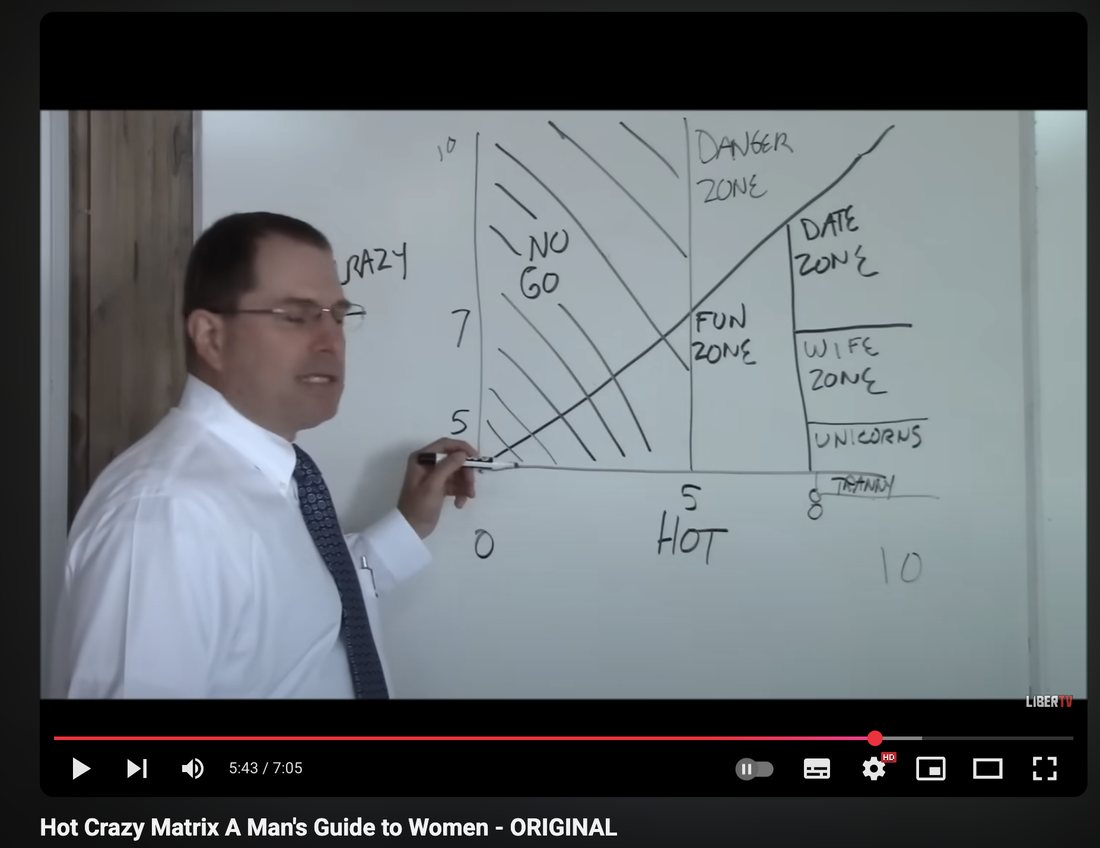 10
DANGER
ZONE
NO
GO
RAZY
DATE
ZONE
7
FUN
ZONE
WIFE
ZONE
5
UNICORNS
TRANNY
5
8
HOT
0
10
LIBERTV
5:43 / 7:05
HD
Hot Crazy Matrix A Man's Guide to Women - ORIGINAL